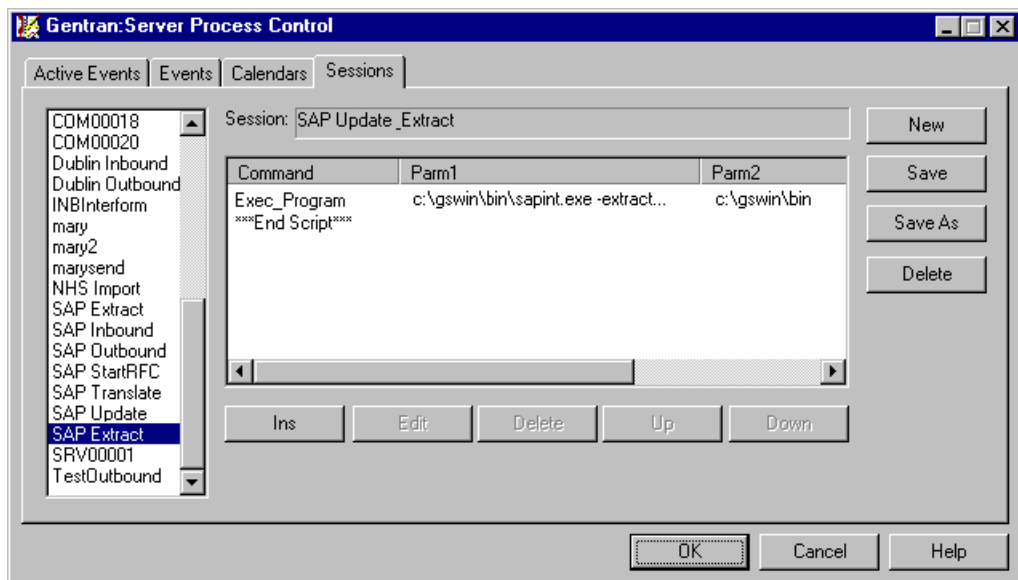 Gentran:Server Process Control
Active Events Events Calendars Sessions
COM00018
COM00020
Dublin Inbound
Dublin Outbound
INBInterform
mary
mary2
marysend
NHS Import
SAP Extract
SAP Inbound
SAP Outbound
SAP StartRFC
SAP Translate
SAP Update
SAP Extract
SRV00001
TestOutbound
Session: SAP Update_Extract
Command Parm1 Parm2
Exec_Program c:\gswin\bin\sapint.exe -extract... c:\gswin\bin
***End Script***
Ins Edit Delete Up Down
New
Save
Save As
Delete
OK Cancel Help